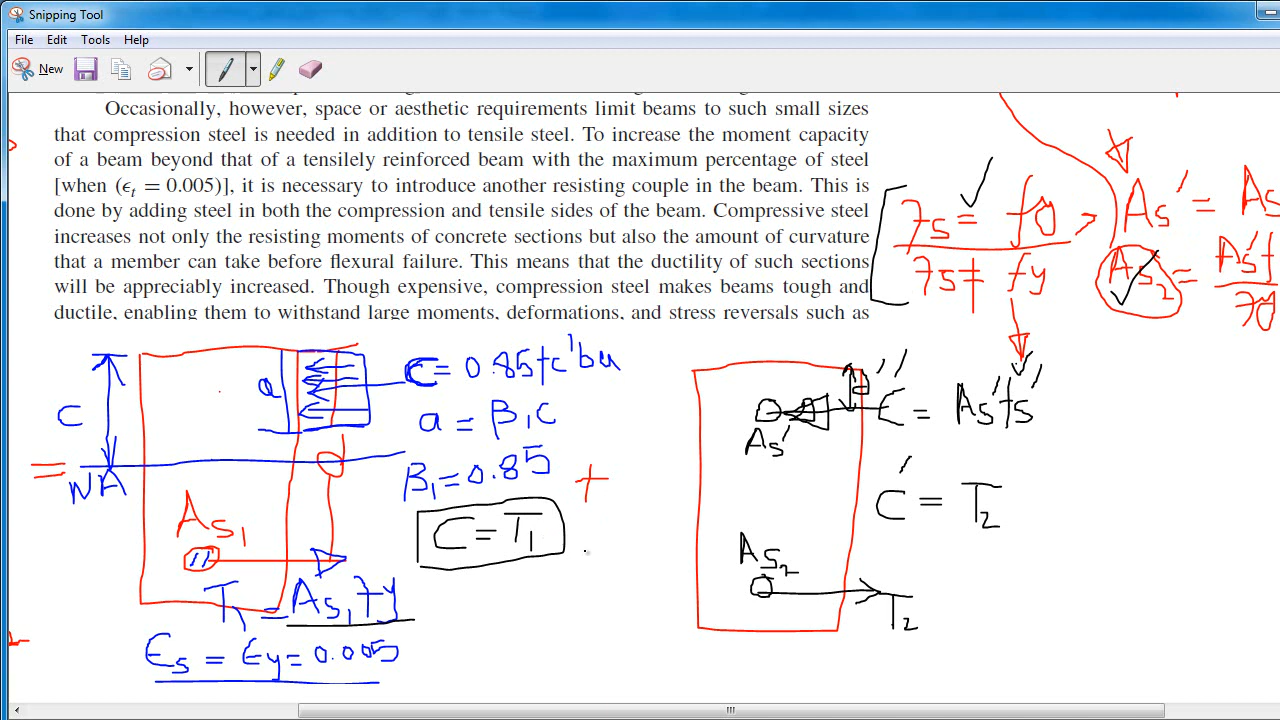 Snipping Tool
File Edit Tools Help
New
Occasionally, however, space or aesthetic requirements limit beams to such small sizes
that compression steel is needed in addition to tensile steel. To increase the moment capacity
of a beam beyond that of a tensilely reinforced beam with the maximum percentage of steel
[when (ϵt = 0.005)], it is necessary to introduce another resisting couple in the beam. This is
done by adding steel in both the compression and tensile sides of the beam. Compressive steel
increases not only the resisting moments of concrete sections but also the amount of curvature
that a member can take before flexural failure. This means that the ductility of such sections
will be appreciably increased. Though expensive, compression steel makes beams tough and
ductile, enabling them to withstand large moments, deformations, and stress reversals such as
As' = As
As2 =
C
a
C = 0.85fc'ba
a = β1c
β1 = 0.85
C = T1
= NA
As1
T1 = As1 fy
Es = Ey = 0.005
+
d'
As'
C' = As' fs'
C' = T2
As2
T2